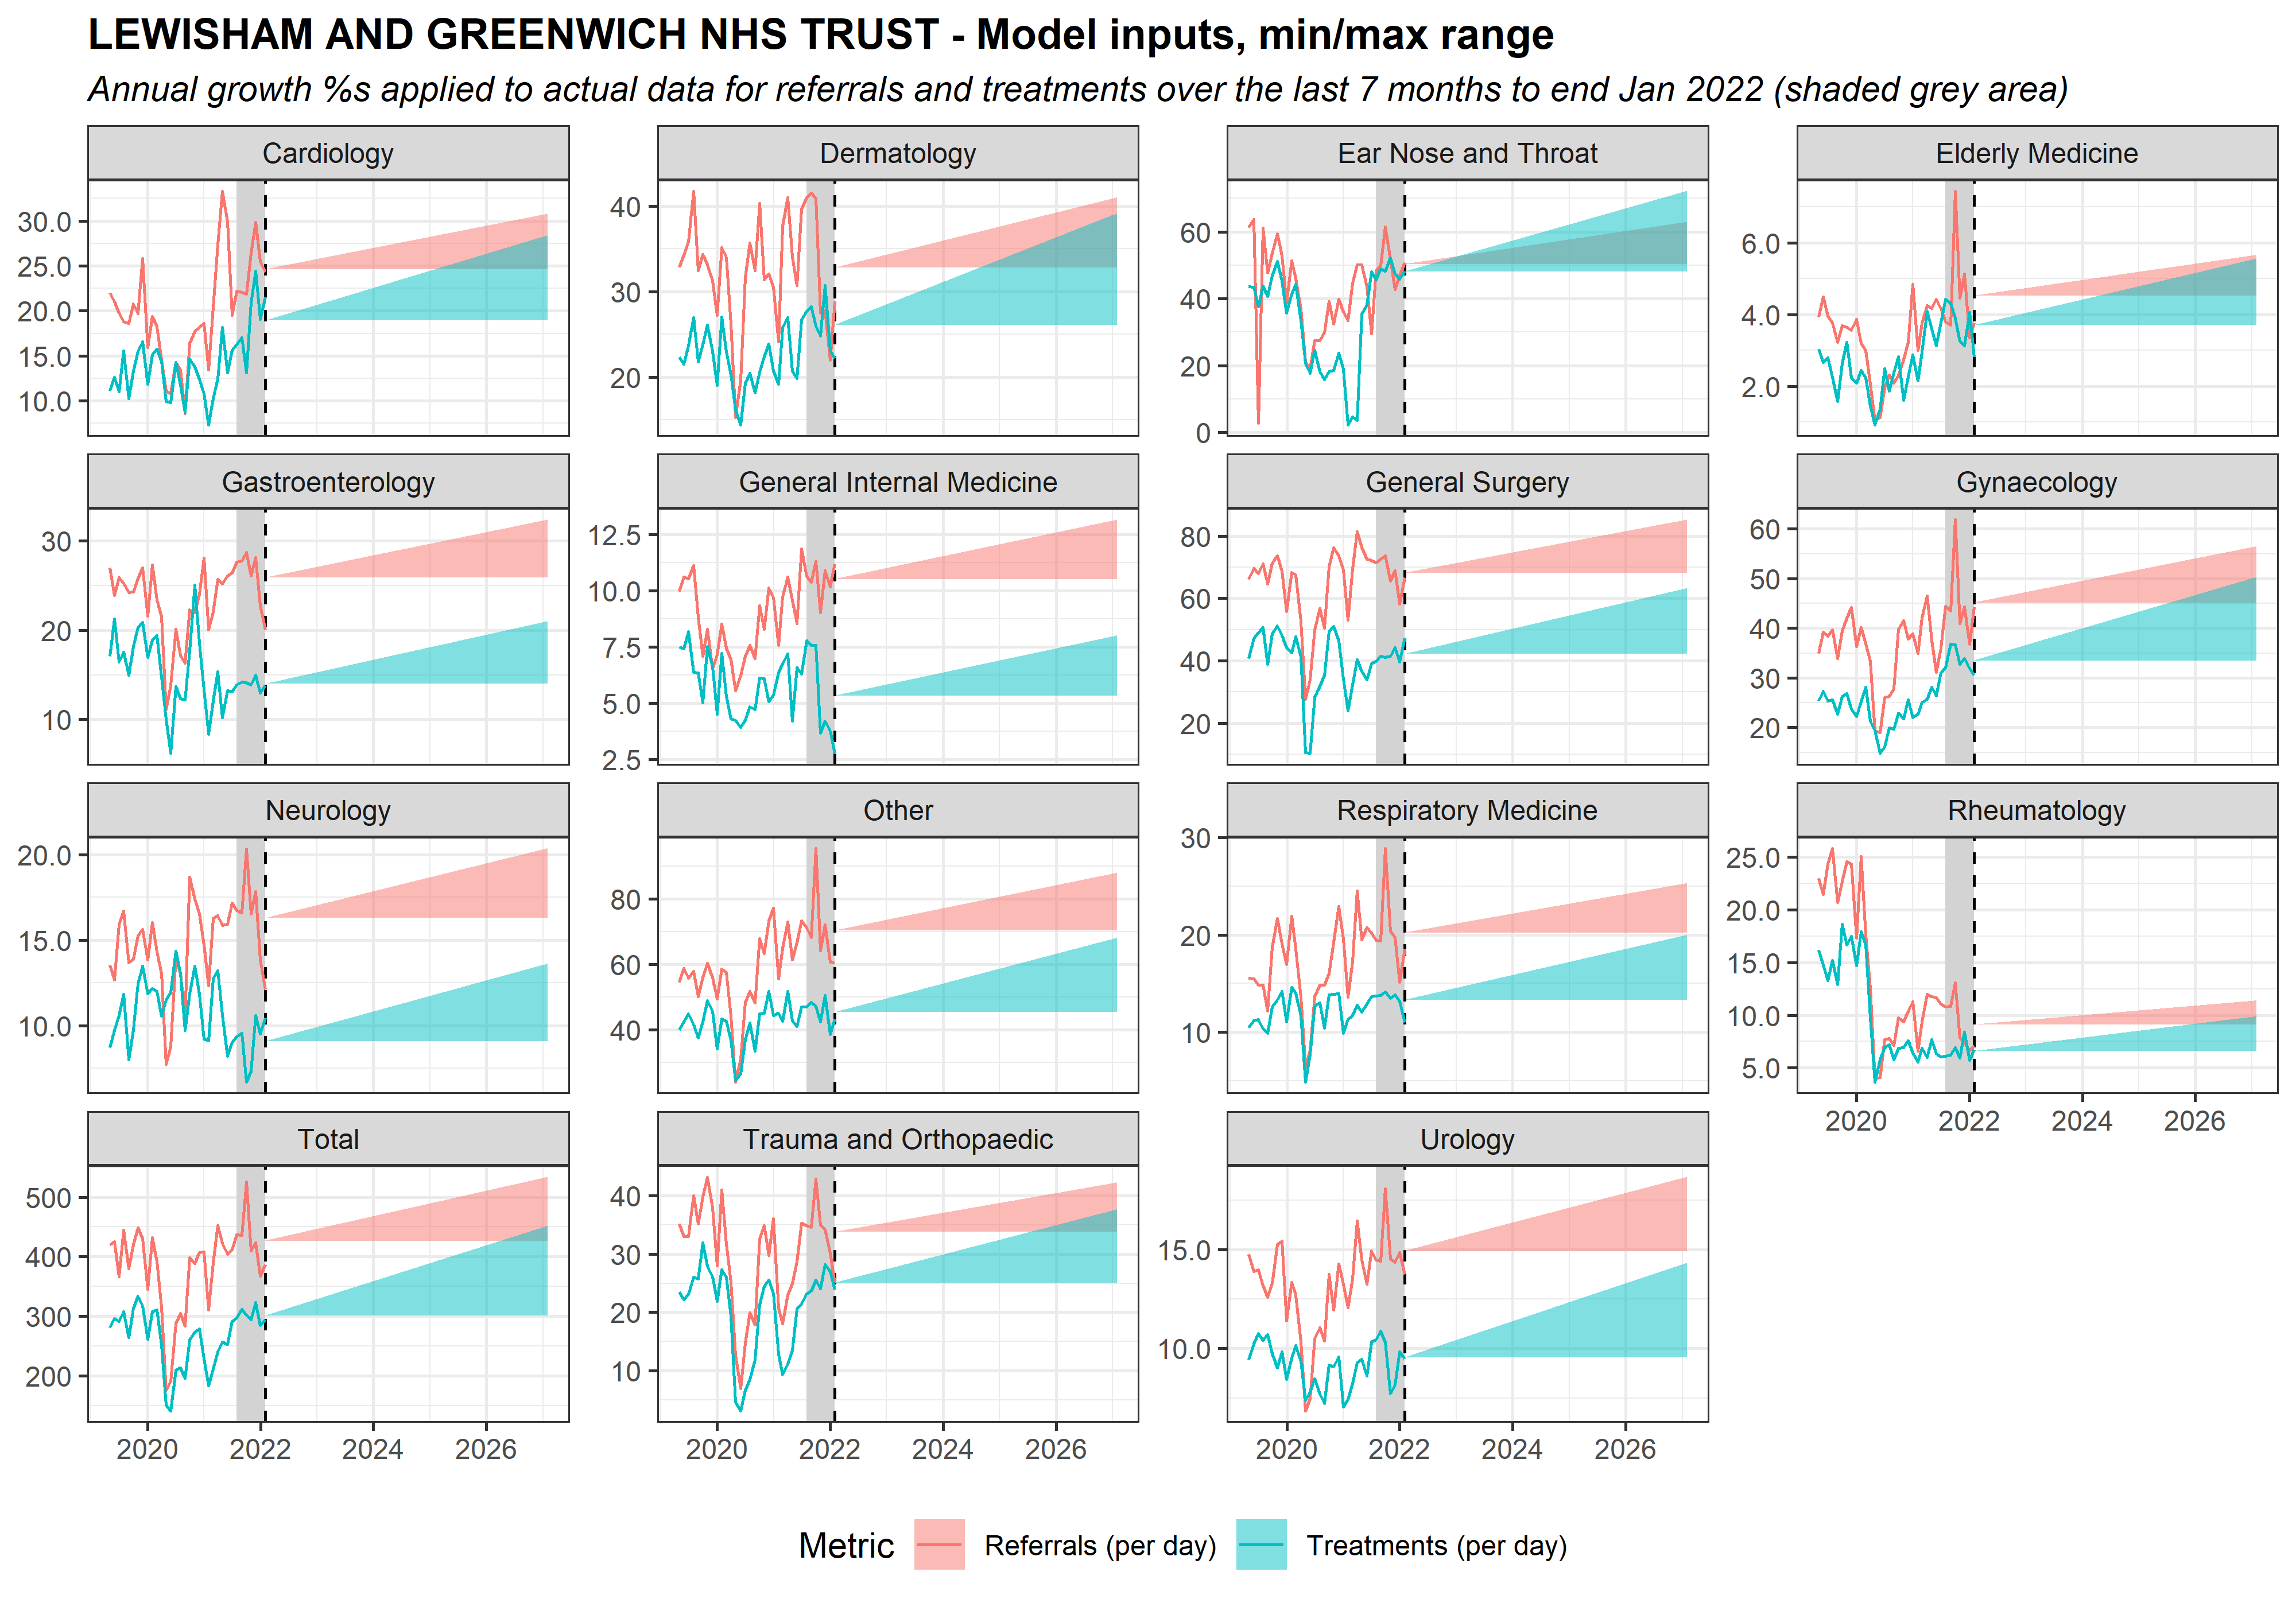 LEWISHAM AND GREENWICH NHS TRUST - Model inputs, min/max range
Annual growth %s applied to actual data for referrals and treatments over the last 7 months to end Jan 2022 (shaded grey area)
Cardiology
30.0
25.0
20.0
15.0
10.0
Dermatology
40
30
20
Ear Nose and Throat
60
40
20
0
Elderly Medicine
6.0
4.0
2.0
Gastroenterology
30
20
10
General Internal Medicine
12.5
10.0
7.5
5.0
2.5
General Surgery
80
60
40
20
Gynaecology
60
50
40
30
20
Neurology
20.0
15.0
10.0
Other
80
60
40
Respiratory Medicine
30
20
10
Rheumatology
25.0
20.0
15.0
10.0
5.0
2020 2022 2024 2026
Total
500
400
300
200
2020 2022 2024 2026
Trauma and Orthopaedic
40
30
20
10
2020 2022 2024 2026
Urology
15.0
10.0
2020 2022 2024 2026
Metric Referrals (per day) Treatments (per day)